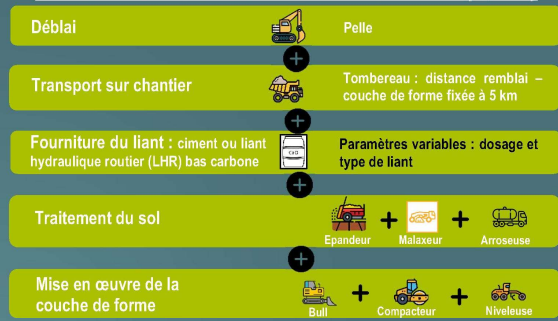 Déblai
Pelle
Transport sur chantier
Tombereau : distance remblai –
couche de forme fixée à 5 km
Fourniture du liant : ciment ou liant
hydraulique routier (LHR) bas carbone
Paramètres variables : dosage et
type de liant
Traitement du sol
Epandeur
Malaxeur
Arroseuse
Mise en œuvre de la
couche de forme
Bull
Compacteur
Niveleuse